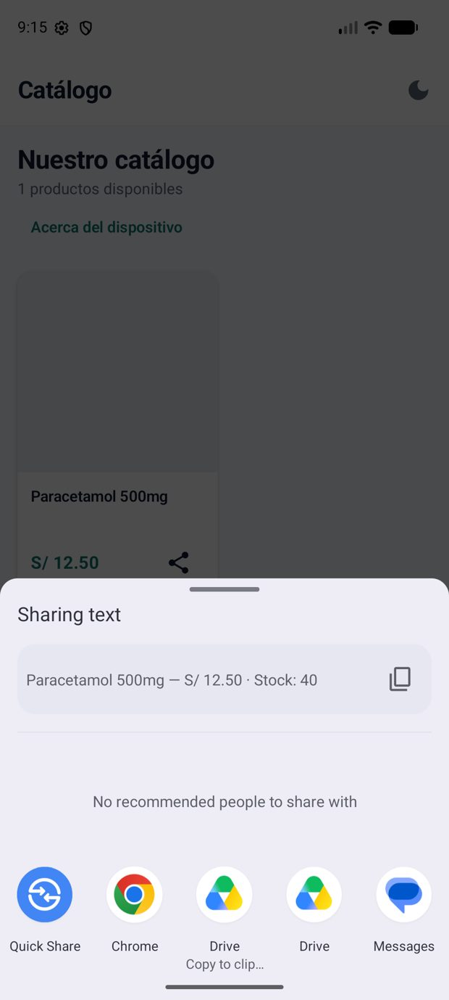 9:15
Catálogo
Nuestro catálogo
1 productos disponibles
Acerca del dispositivo
Paracetamol 500mg
S/ 12.50
Sharing text
Paracetamol 500mg — S/ 12.50 · Stock: 40
No recommended people to share with
Quick Share
Chrome
Drive
Copy to clip…
Drive
Messages